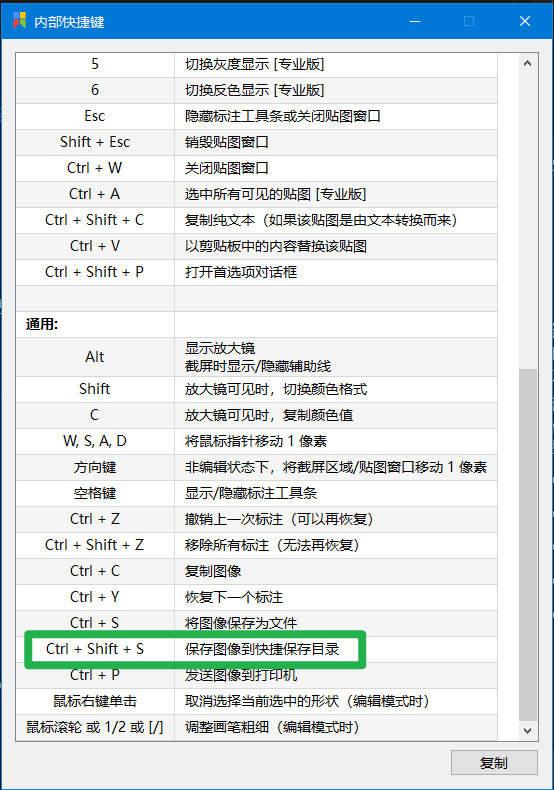 内部快捷键
5 切换灰度显示 [专业版]
6 切换反色显示 [专业版]
Esc 隐藏标注工具条或关闭贴图窗口
Shift + Esc 销毁贴图窗口
Ctrl + W 关闭贴图窗口
Ctrl + A 选中所有可见的贴图 [专业版]
Ctrl + Shift + C 复制纯文本（如果该贴图是由文本转换而来）
Ctrl + V 以剪贴板中的内容替换该贴图
Ctrl + Shift + P 打开首选项对话框
通用:
Alt 显示放大镜
截屏时显示/隐藏辅助线
Shift 放大镜可见时，切换颜色格式
C 放大镜可见时，复制颜色值
W, S, A, D 将鼠标指针移动 1 像素
方向键 非编辑状态下，将截屏区域/贴图窗口移动 1 像素
空格键 显示/隐藏标注工具条
Ctrl + Z 撤销上一次标注（可以再恢复）
Ctrl + Shift + Z 移除所有标注（无法再恢复）
Ctrl + C 复制图像
Ctrl + Y 恢复下一个标注
Ctrl + S 将图像保存为文件
Ctrl + Shift + S 保存图像到快捷保存目录
Ctrl + P 发送图像到打印机
鼠标右键单击 取消选择当前选中的形状（编辑模式时）
鼠标滚轮 或 1/2 或 [/] 调整画笔粗细（编辑模式时）
复制